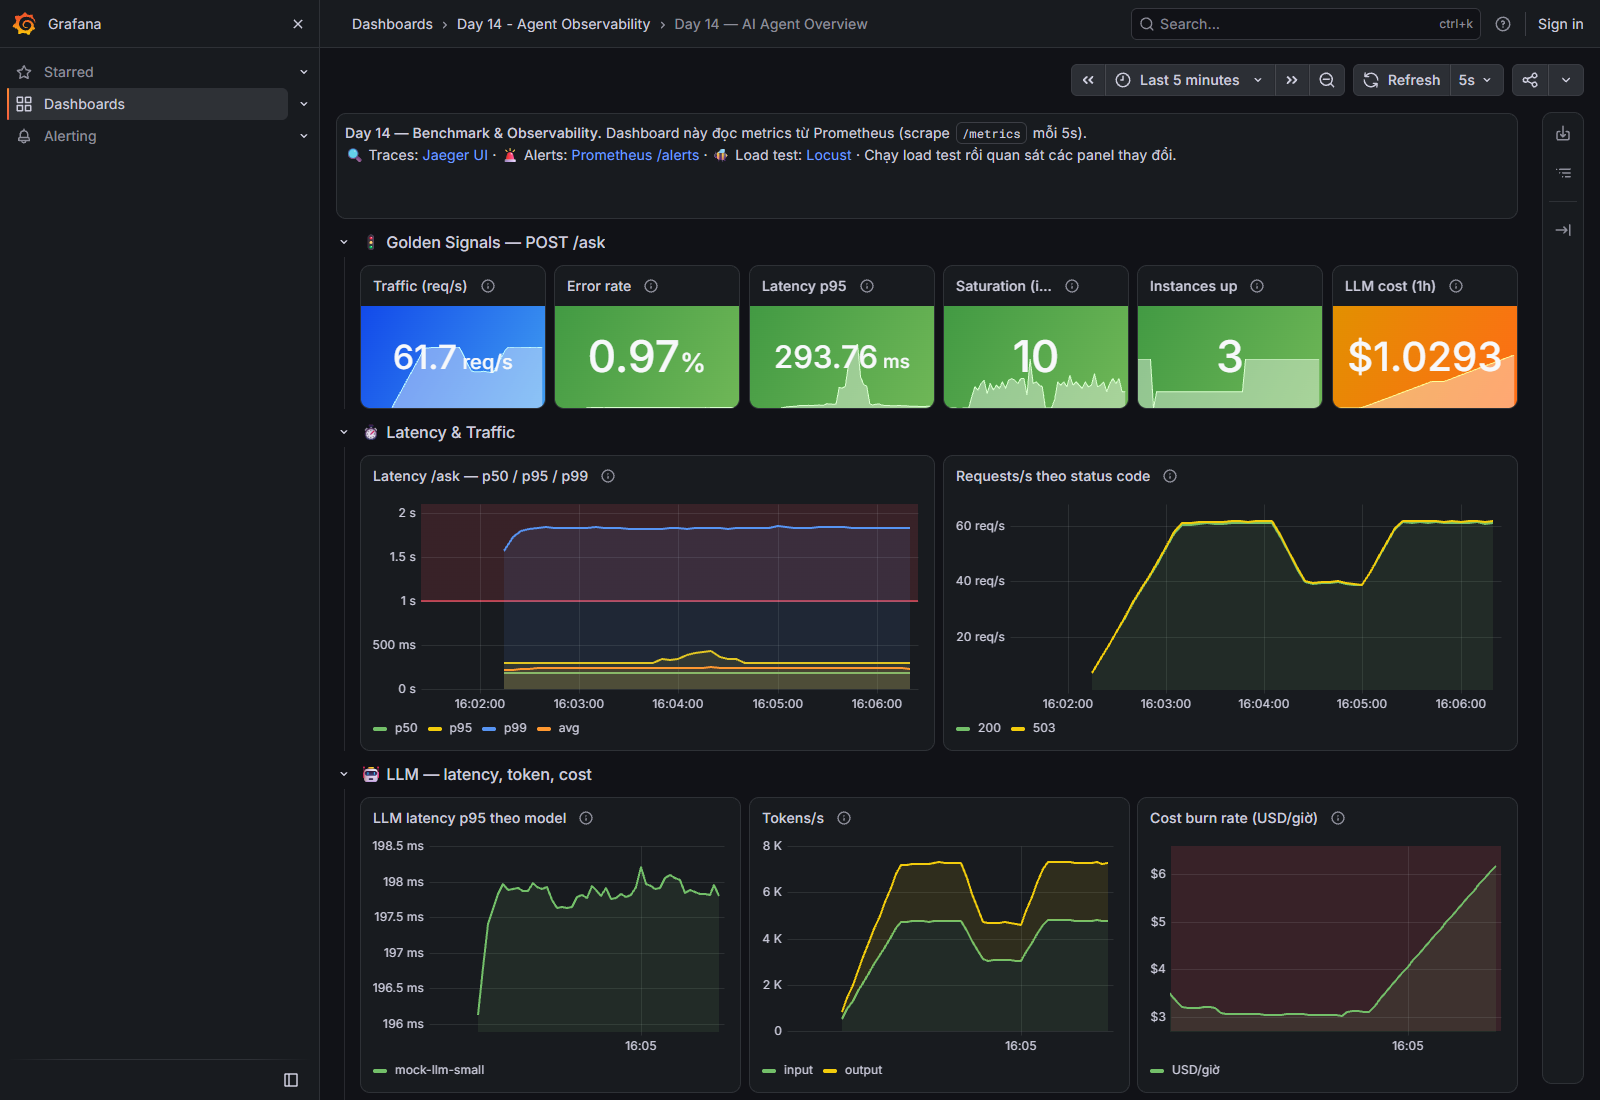 Grafana
Dashboards › Day 14 - Agent Observability › Day 14 — AI Agent Overview
Search...
ctrl+k
Sign in
Starred
Dashboards
Alerting
Last 5 minutes
Refresh
5s
Day 14 — Benchmark & Observability. Dashboard này đọc metrics từ Prometheus (scrape /metrics mỗi 5s).
Traces: Jaeger UI · Alerts: Prometheus /alerts · Load test: Locust · Chạy load test rồi quan sát các panel thay đổi.
Golden Signals — POST /ask
Traffic (req/s)
61.7 req/s
Error rate
0.97%
Latency p95
293.76 ms
Saturation (i...
10
Instances up
3
LLM cost (1h)
$1.0293
Latency & Traffic
Latency /ask — p50 / p95 / p99
2 s
1.5 s
1 s
500 ms
0 s
16:02:00 16:03:00 16:04:00 16:05:00 16:06:00
p50 p95 p99 avg
Requests/s theo status code
60 req/s
40 req/s
20 req/s
16:02:00 16:03:00 16:04:00 16:05:00 16:06:00
200 503
LLM — latency, token, cost
LLM latency p95 theo model
198.5 ms
198 ms
197.5 ms
197 ms
196.5 ms
196 ms
16:05
mock-llm-small
Tokens/s
8 K
6 K
4 K
2 K
0
16:05
input output
Cost burn rate (USD/giờ)
$6
$5
$4
$3
16:05
USD/giờ